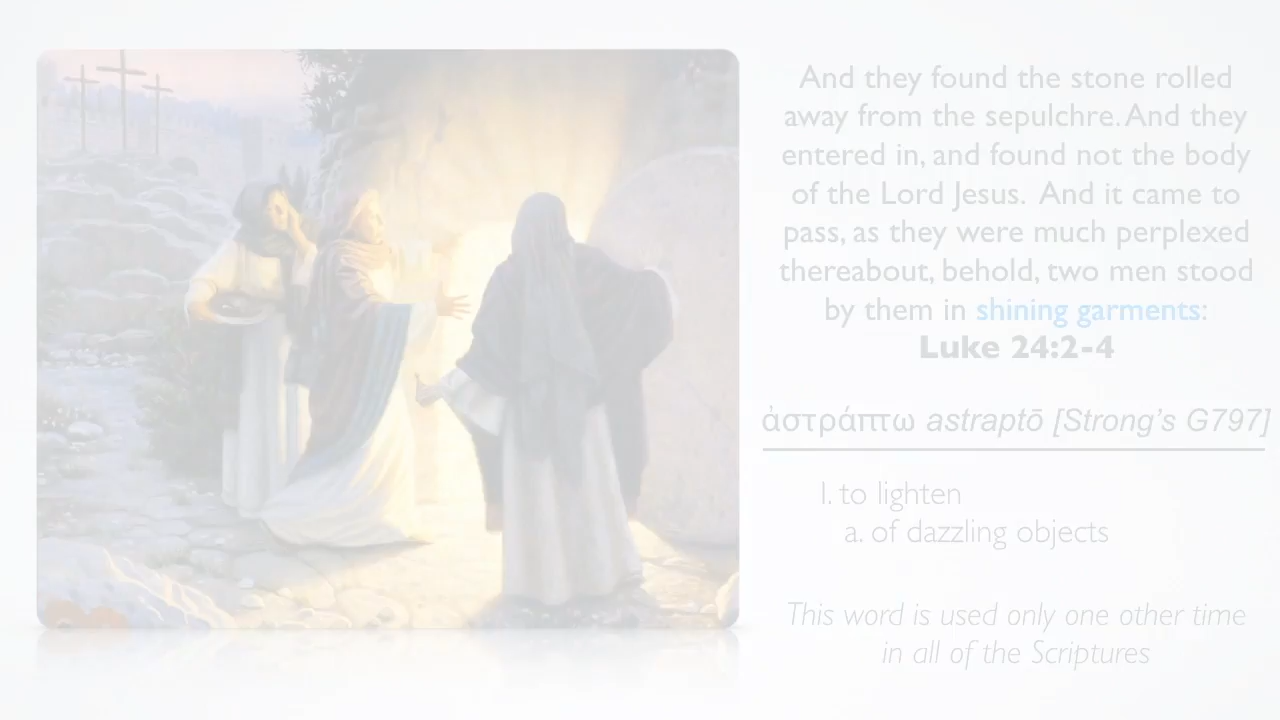 And they found the stone rolled
away from the sepulchre. And they
entered in, and found not the body
of the Lord Jesus. And it came to
pass, as they were much perplexed
thereabout, behold, two men stood
by them in shining garments:
Luke 24:2-4
ἀστράπτω astraptō [Strong's G797]
1. to lighten
a. of dazzling objects
This word is used only one other time
in all of the Scriptures